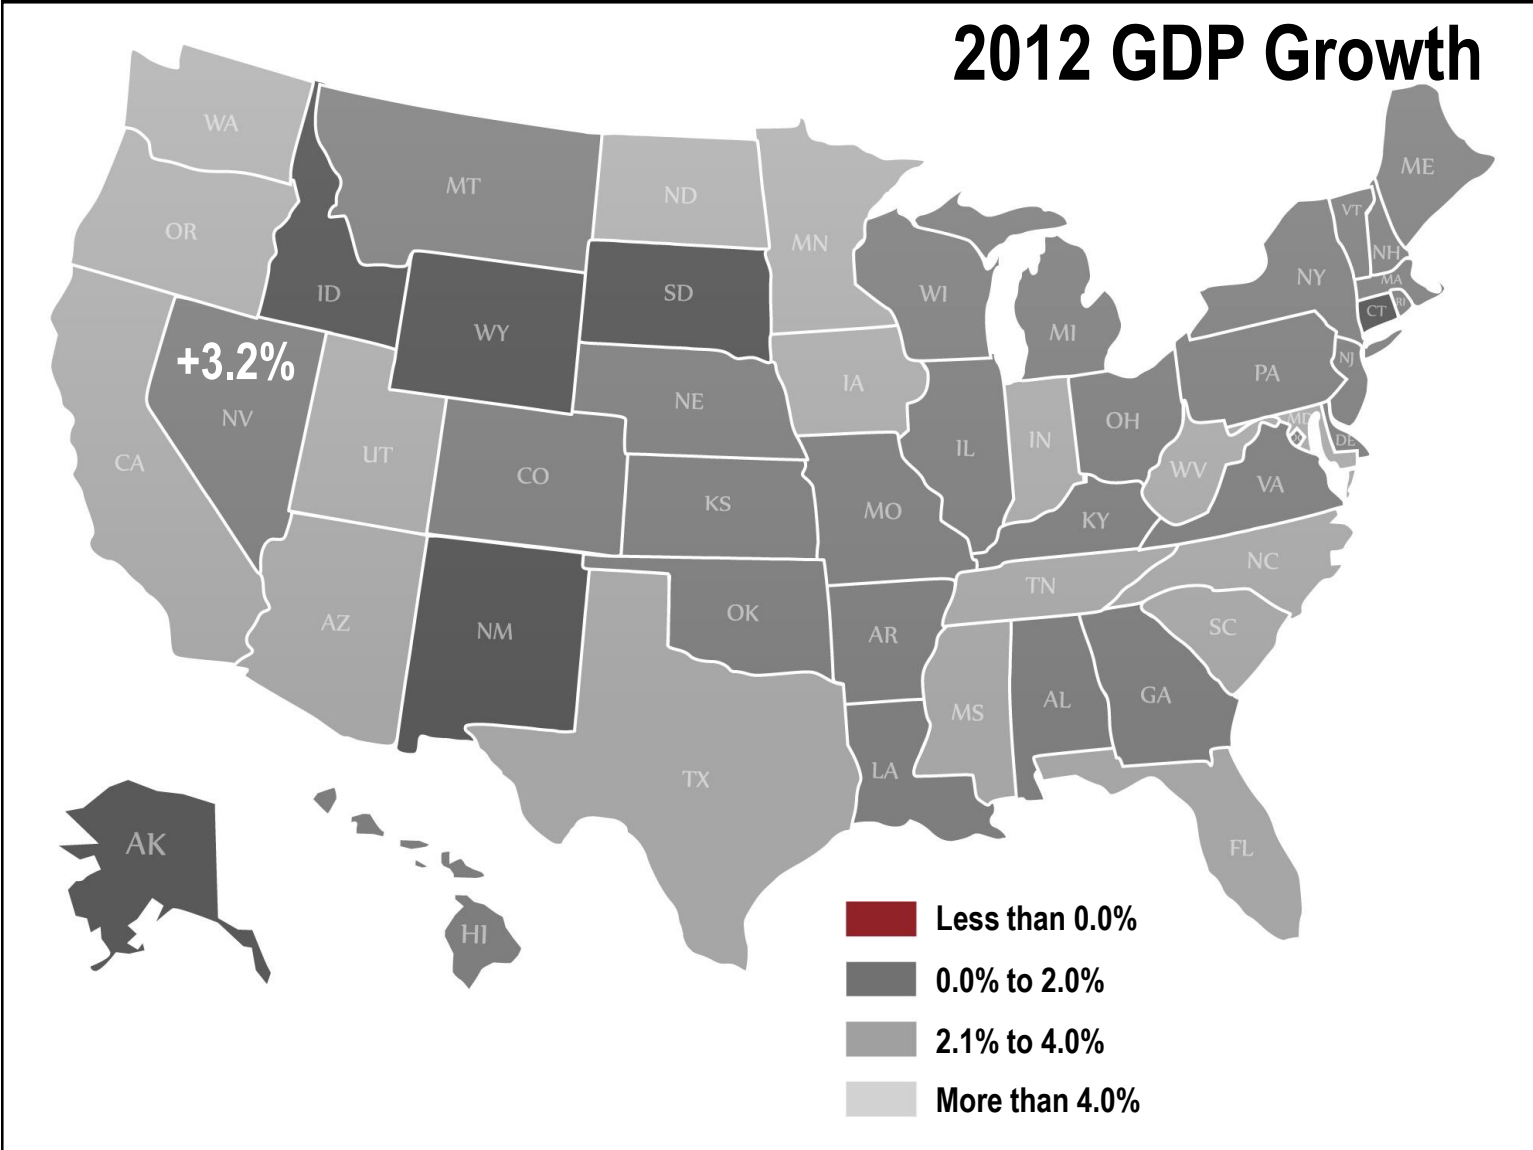 2012 GDP Growth
WA
MT
ND
ME
OR
MN
VT
ID
SD
WI
NY
NH
MA
WY
MI
CT
RI
+3.2%
NV
NE
IA
PA
NJ
CA
UT
CO
IL
IN
OH
MD
DE
WV
VA
KS
MO
KY
AZ
NM
OK
AR
TN
NC
SC
MS
AL
GA
TX
LA
FL
AK
HI
Less than 0.0%
0.0% to 2.0%
2.1% to 4.0%
More than 4.0%